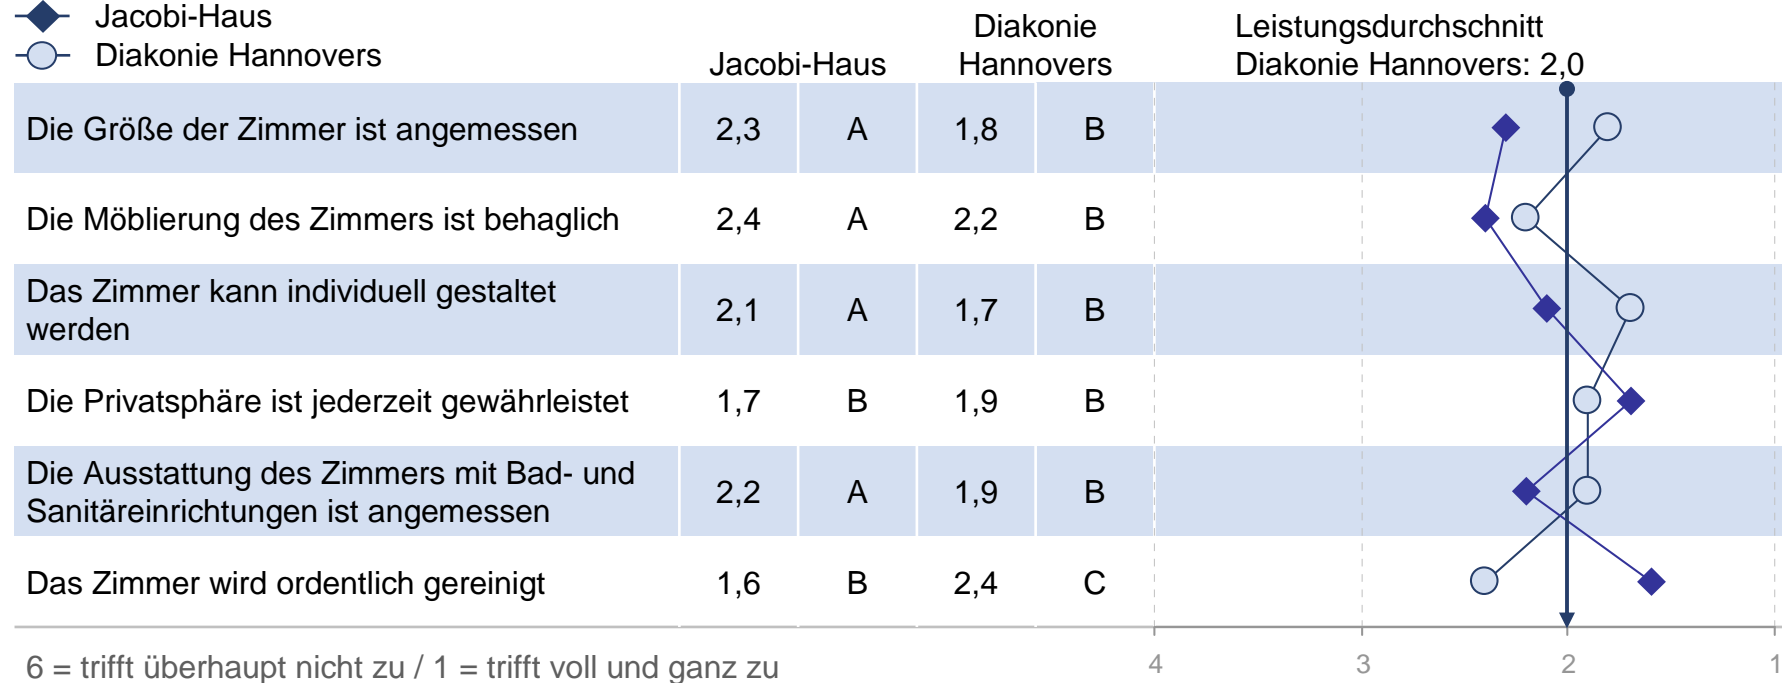 Jacobi-Haus
Diakonie Hannovers
Jacobi-Haus
Diakonie
Hannovers
Leistungsdurchschnitt
Diakonie Hannovers: 2,0
Die Größe der Zimmer ist angemessen 2,3 A 1,8 B
Die Möblierung des Zimmers ist behaglich 2,4 A 2,2 B
Das Zimmer kann individuell gestaltet
werden 2,1 A 1,7 B
Die Privatsphäre ist jederzeit gewährleistet 1,7 B 1,9 B
Die Ausstattung des Zimmers mit Bad- und
Sanitäreinrichtungen ist angemessen 2,2 A 1,9 B
Das Zimmer wird ordentlich gereinigt 1,6 B 2,4 C
6 = trifft überhaupt nicht zu / 1 = trifft voll und ganz zu
4 3 2 1